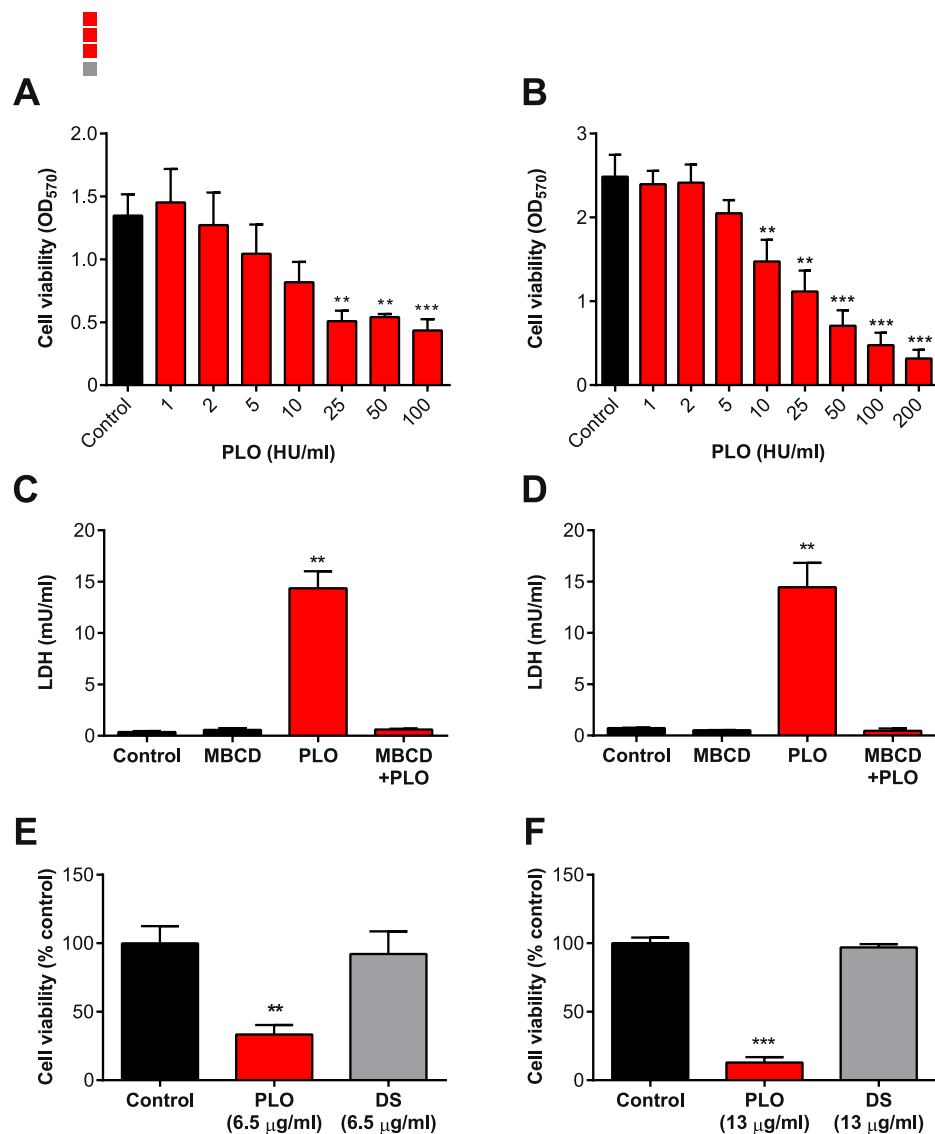 A
Cell viability (OD570)
2.0
1.5
1.0
0.5
0
** ** ***
Control 1 2 5 10 25 50 100
PLO (HU/ml)
B
Cell viability (OD570)
3
2
1
0
** ** *** *** ***
Control 1 2 5 10 25 50 100 200
PLO (HU/ml)
C
LDH (mU/ml)
20
15
10
5
0
**
Control MBCD PLO MBCD
+PLO
D
LDH (mU/ml)
20
15
10
5
0
**
Control MBCD PLO MBCD
+PLO
E
Cell viability (% control)
150
100
50
0
**
Control PLO DS
(6.5 μg/ml) (6.5 μg/ml)
F
Cell viability (% control)
150
100
50
0
***
Control PLO DS
(13 μg/ml) (13 μg/ml)